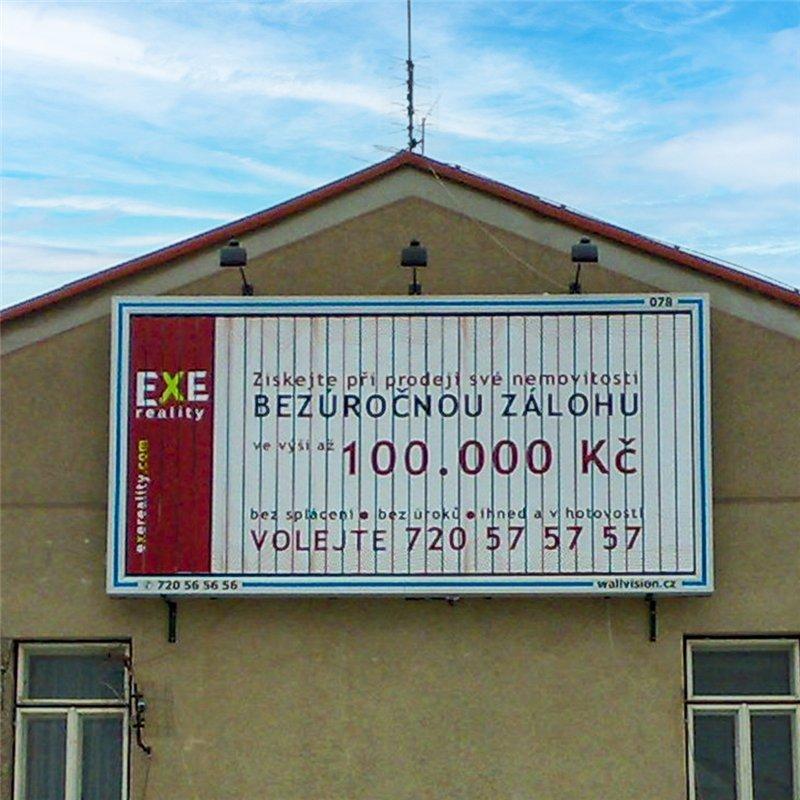 078
EXE
reality
exereality.com
Získejte při prodeji své nemovitosti
BEZÚROČNOU ZÁLOHU
ve výši až 100.000 Kč
bez splácení • bez úroků • ihned a v hotovosti
VOLEJTE 720 57 57 57
✆ 720 56 56 56
wallvision.cz